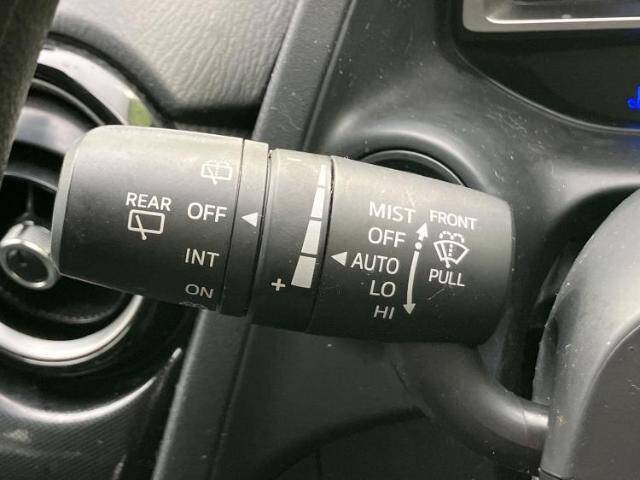 REAR
OFF
INT
ON
- 
+
MIST
OFF
AUTO
LO
HI
FRONT
PULL